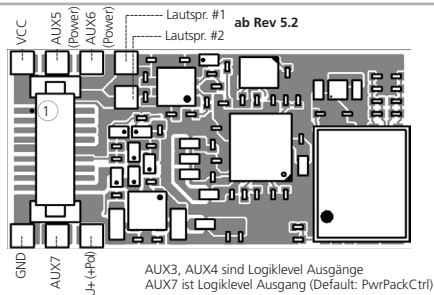 VCC
AUX5
(Power)
AUX6
(Power)
Lautspr. #1
Lautspr. #2
ab Rev 5.2
1
GND
AUX7
U+ (+Pol)
AUX3, AUX4 sind Logiklevel Ausgänge
AUX7 ist Logiklevel Ausgang (Default: PwrPackCtrl)